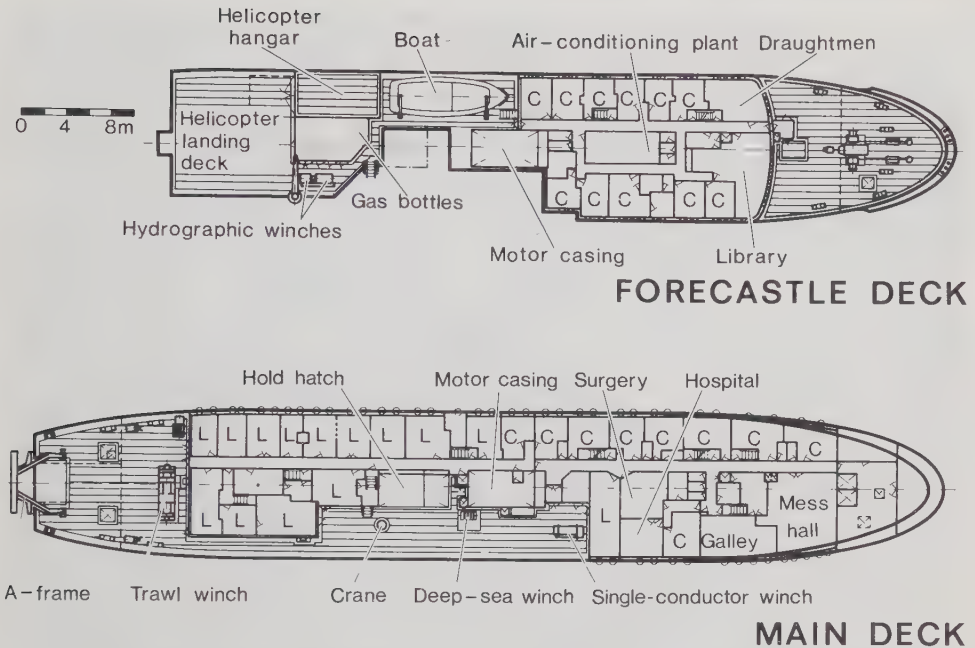 Helicopter
hangar
Boat
Air-conditioning plant
Draughtmen
0 4 8m
C C C C C C
Helicopter
landing
deck
C C C C C
Hydrographic winches
Gas bottles
Motor casing
Library
FORECASTLE DECK
Hold hatch
Motor casing
Surgery
Hospital
L L L L L L L L L C C C C C C C
L
L L L
L
C
Galley
Mess
hall
A-frame
Trawl winch
Crane
Deep-sea winch
Single-conductor winch
MAIN DECK